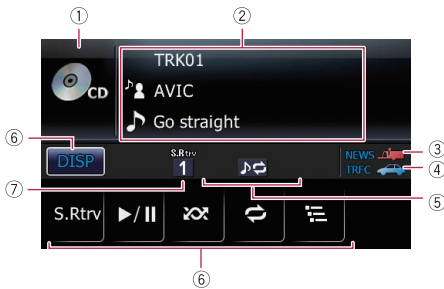 ① ②
TRK01
CD
AVIC
Go straight
⑥
DISP
S.Rtrv
1
NEWS ③
TRFC ④
⑦
⑤
S.Rtrv ▶/II
⑥